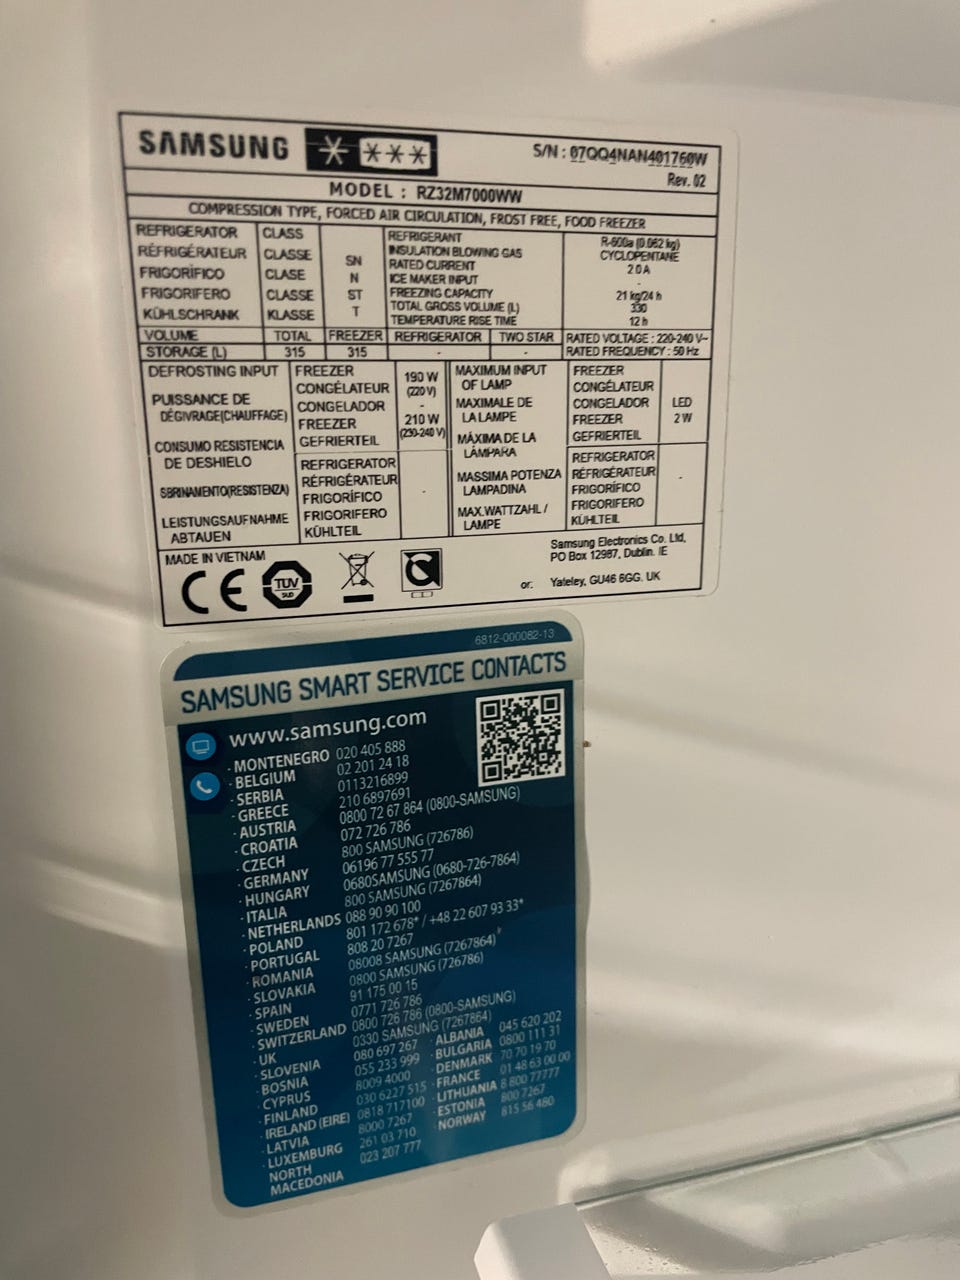 SAMSUNG
S/N : 07QQ4NAN401760W
Rev. 02
MODEL : RZ32M7000WW
COMPRESSION TYPE, FORCED AIR CIRCULATION, FROST FREE, FOOD FREEZER
REFRIGERATOR CLASS
RÉFRIGÉRATEUR CLASSE
FRIGORÍFICO CLASE
FRIGORIFERO CLASSE
KÜHLSCHRANK KLASSE
SN
N
ST
T
REFRIGERANT R-600a (0.062 kg)
INSULATION BLOWING GAS CYCLOPENTANE
RATED CURRENT 2.0 A
ICE MAKER INPUT -
FREEZING CAPACITY 21 kg/24 h
TOTAL GROSS VOLUME (L) 330
TEMPERATURE RISE TIME 12 h
VOLUME TOTAL FREEZER REFRIGERATOR TWO STAR RATED VOLTAGE : 220-240 V~
STORAGE (L) 315 315 - - RATED FREQUENCY : 50 Hz
DEFROSTING INPUT
PUISSANCE DE
DÉGIVRAGE(CHAUFFAGE)
CONSUMO RESISTENCIA
DE DESHIELO
SBRINAMENTO(RESISTENZA)
LEISTUNGSAUFNAHME
ABTAUEN
FREEZER
CONGÉLATEUR
CONGELADOR
FREEZER
GEFRIERTEIL
190 W
(220 V)
-
210 W
(230-240 V)
REFRIGERATOR
RÉFRIGÉRATEUR
FRIGORÍFICO
FRIGORIFERO
KÜHLTEIL
-
MAXIMUM INPUT
OF LAMP
MAXIMALE DE
LA LAMPE
MÁXIMA DE LA
LÁMPARA
MASSIMA POTENZA
LAMPADINA
MAX.WATTZAHL /
LAMPE
FREEZER
CONGÉLATEUR
CONGELADOR
FREEZER
GEFRIERTEIL
LED
2 W
REFRIGERATOR
RÉFRIGÉRATEUR
FRIGORÍFICO
FRIGORIFERO
KÜHLTEIL
-
MADE IN VIETNAM
CE
TÜV
SÜD
Samsung Electronics Co. Ltd,
PO Box 12987, Dublin. IE
or. Yateley, GU46 6GG. UK
6812-000082-13
SAMSUNG SMART SERVICE CONTACTS
www.samsung.com
· MONTENEGRO 020 405 888
· BELGIUM 02 201 24 18
· SERBIA 0113216899
· GREECE 210 6897691
· AUSTRIA 0800 72 67 864 (0800-SAMSUNG)
· CROATIA 072 726 786
· CZECH 800 SAMSUNG (726786)
· GERMANY 06196 77 555 77
· HUNGARY 0680SAMSUNG (0680-726-7864)
· ITALIA 800 SAMSUNG (7267864)
· NETHERLANDS 088 90 90 100
· POLAND 801 172 678* / +48 22 607 93 33*
· PORTUGAL 808 20 7267
· ROMANIA 08008 SAMSUNG (7267864)
· SLOVAKIA 0800 SAMSUNG (726786)
· SPAIN 91 175 00 15
· SWEDEN 0771 726 786
· SWITZERLAND 0800 726 786 (0800-SAMSUNG)
· UK 0330 SAMSUNG (7267864)
· SLOVENIA 080 697 267
· BOSNIA 055 233 999
· CYPRUS 8009 4000
· FINLAND 030 6227 515
· IRELAND (EIRE) 0818 717100
· LATVIA 8000 7267
· LUXEMBURG 261 03 710
· NORTH MACEDONIA 023 207 777
· ALBANIA 045 620 202
· BULGARIA 0800 111 31
· DENMARK 70 70 19 70
· FRANCE 01 48 63 00 00
· LITHUANIA 8 800 77777
· ESTONIA 800 7267
· NORWAY 815 56 480